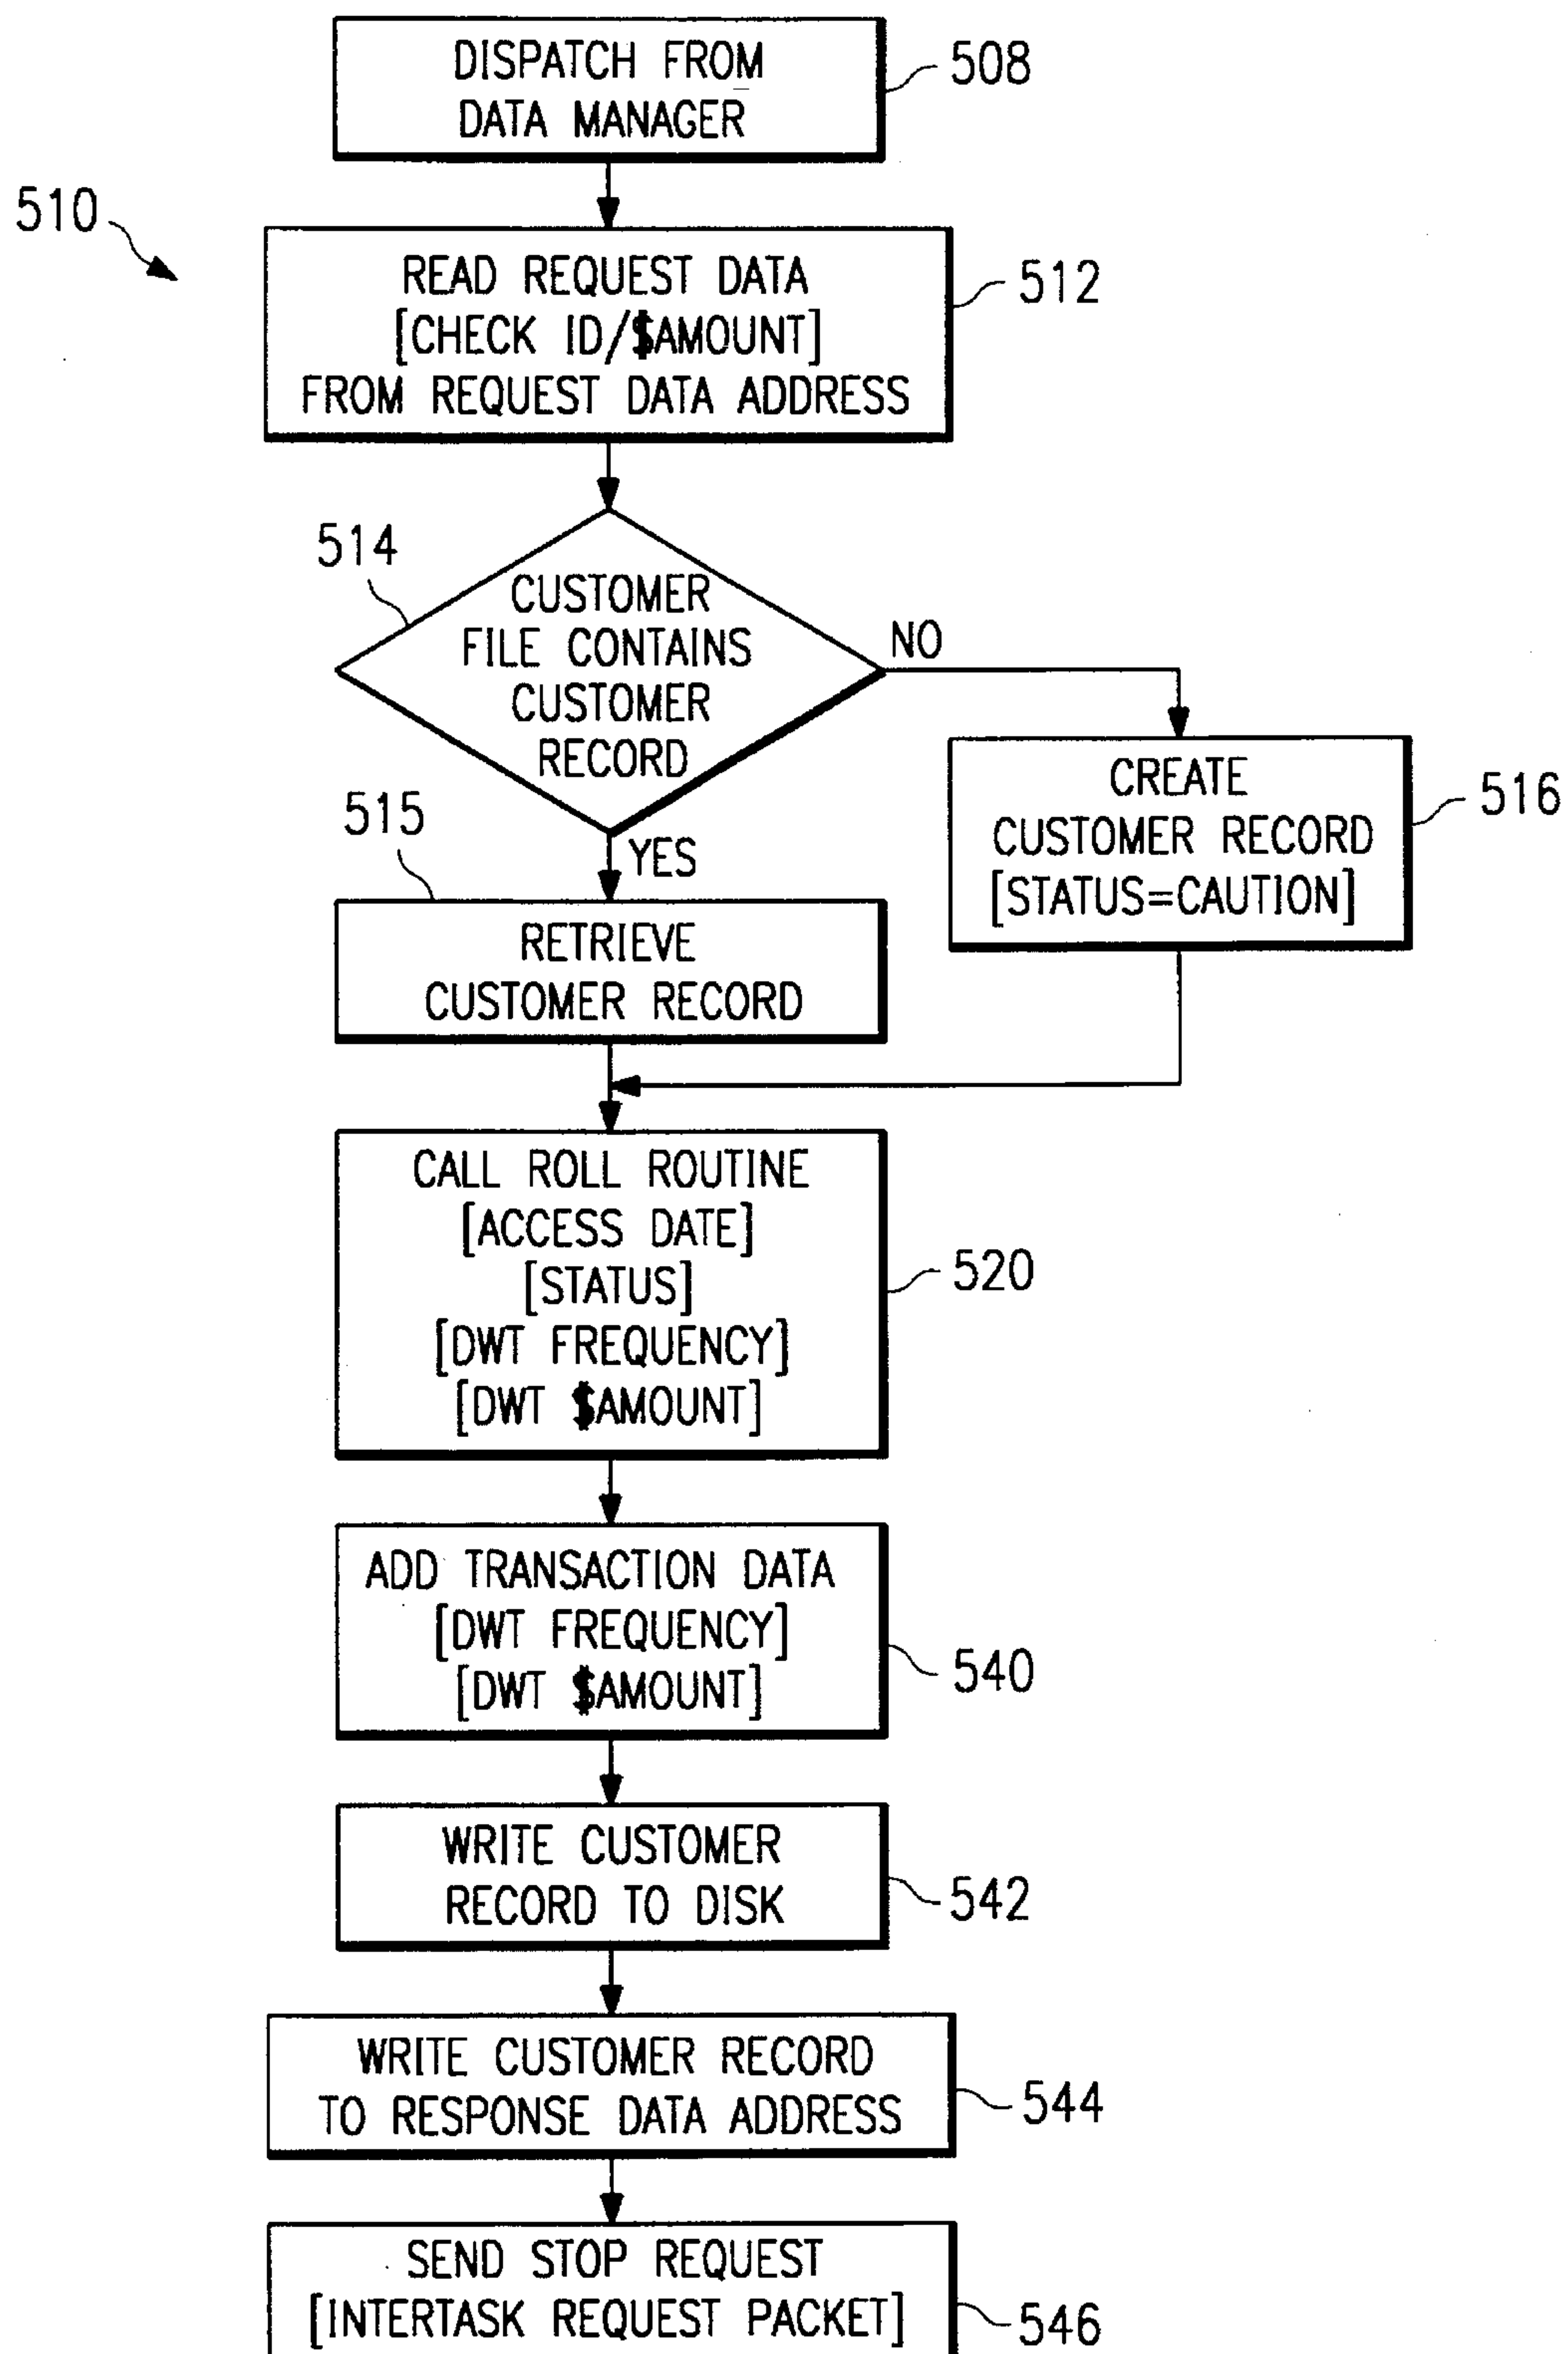 DISPATCH FROM
DATA MANAGER
508
510
READ REQUEST DATA
[CHECK ID/$AMOUNT]
FROM REQUEST DATA ADDRESS
512
514
CUSTOMER
FILE CONTAINS
CUSTOMER
RECORD
NO
YES
CREATE
CUSTOMER RECORD
[STATUS=CAUTION]
516
515
RETRIEVE
CUSTOMER RECORD
CALL ROLL ROUTINE
[ACCESS DATE]
[STATUS]
[DWT FREQUENCY]
[DWT $AMOUNT]
520
ADD TRANSACTION DATA
[DWT FREQUENCY]
[DWT $AMOUNT]
540
WRITE CUSTOMER
RECORD TO DISK
542
WRITE CUSTOMER RECORD
TO RESPONSE DATA ADDRESS
544
SEND STOP REQUEST
[INTERTASK REQUEST PACKET]
546